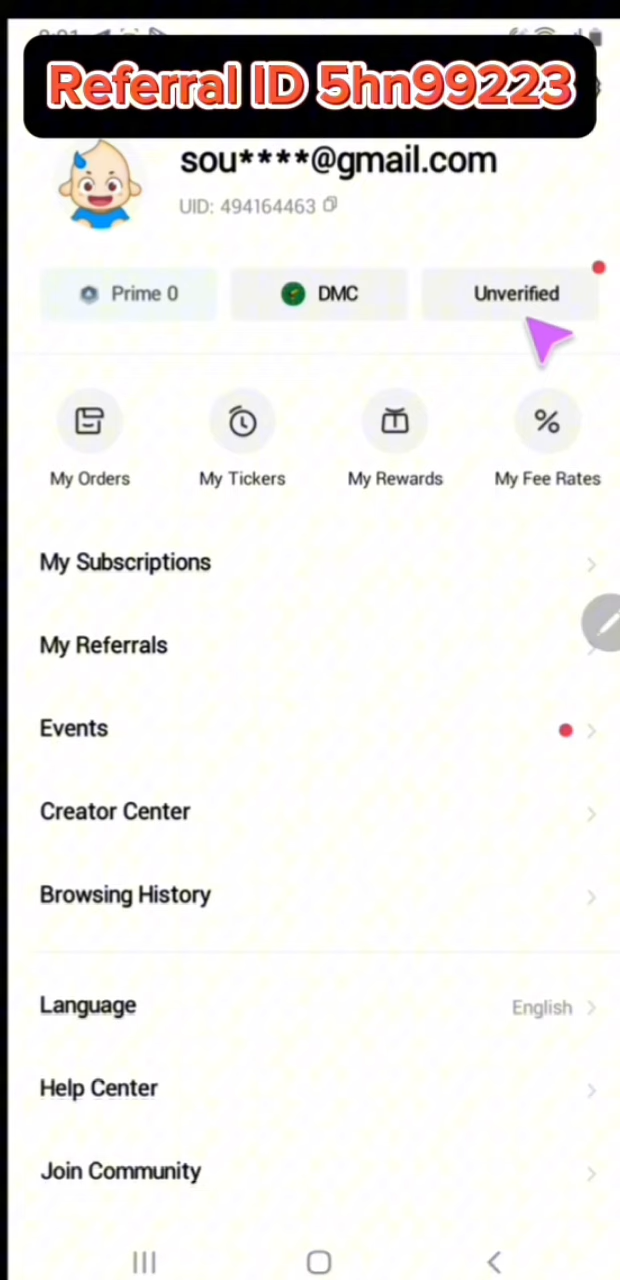 Referral ID 5hn99223
sou****@gmail.com
UID: 494164463
Prime 0
DMC
Unverified
My Orders
My Tickers
My Rewards
My Fee Rates
My Subscriptions
My Referrals
Events
Creator Center
Browsing History
Language
English
Help Center
Join Community